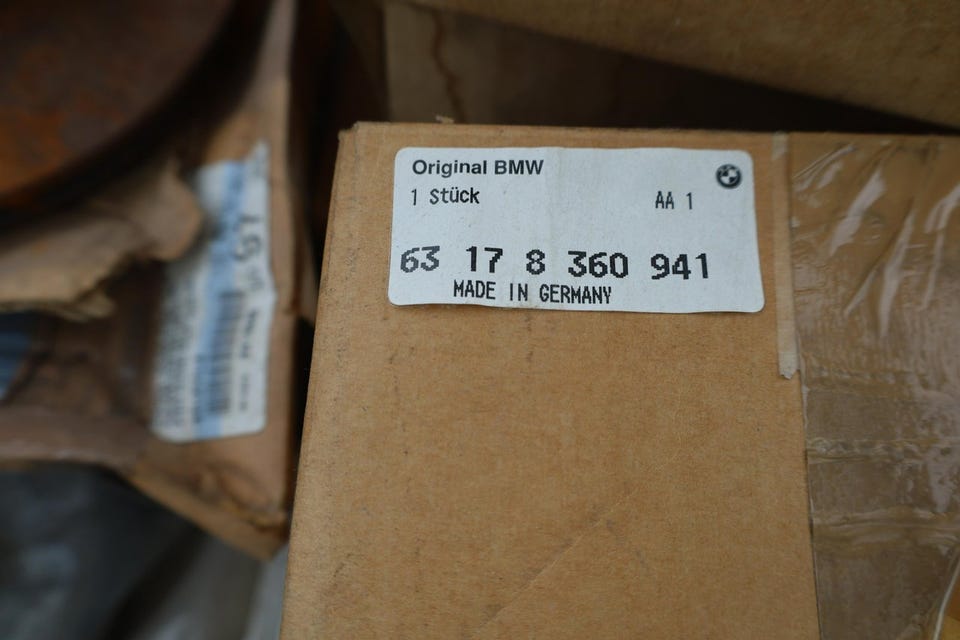 Original BMW
1 Stück
AA 1
63 17 8 360 941
MADE IN GERMANY